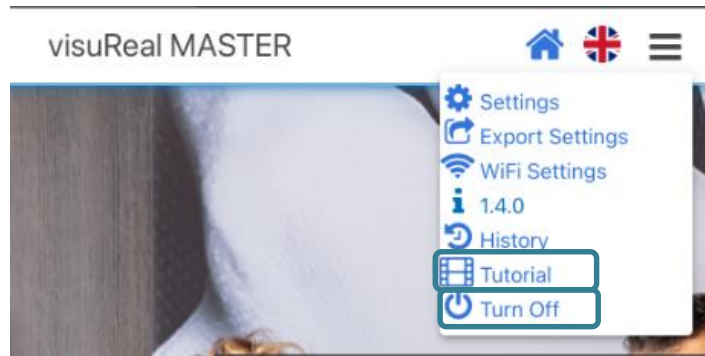 visuReal MASTER
Settings
Export Settings
WiFi Settings
1.4.0
History
Tutorial
Turn Off